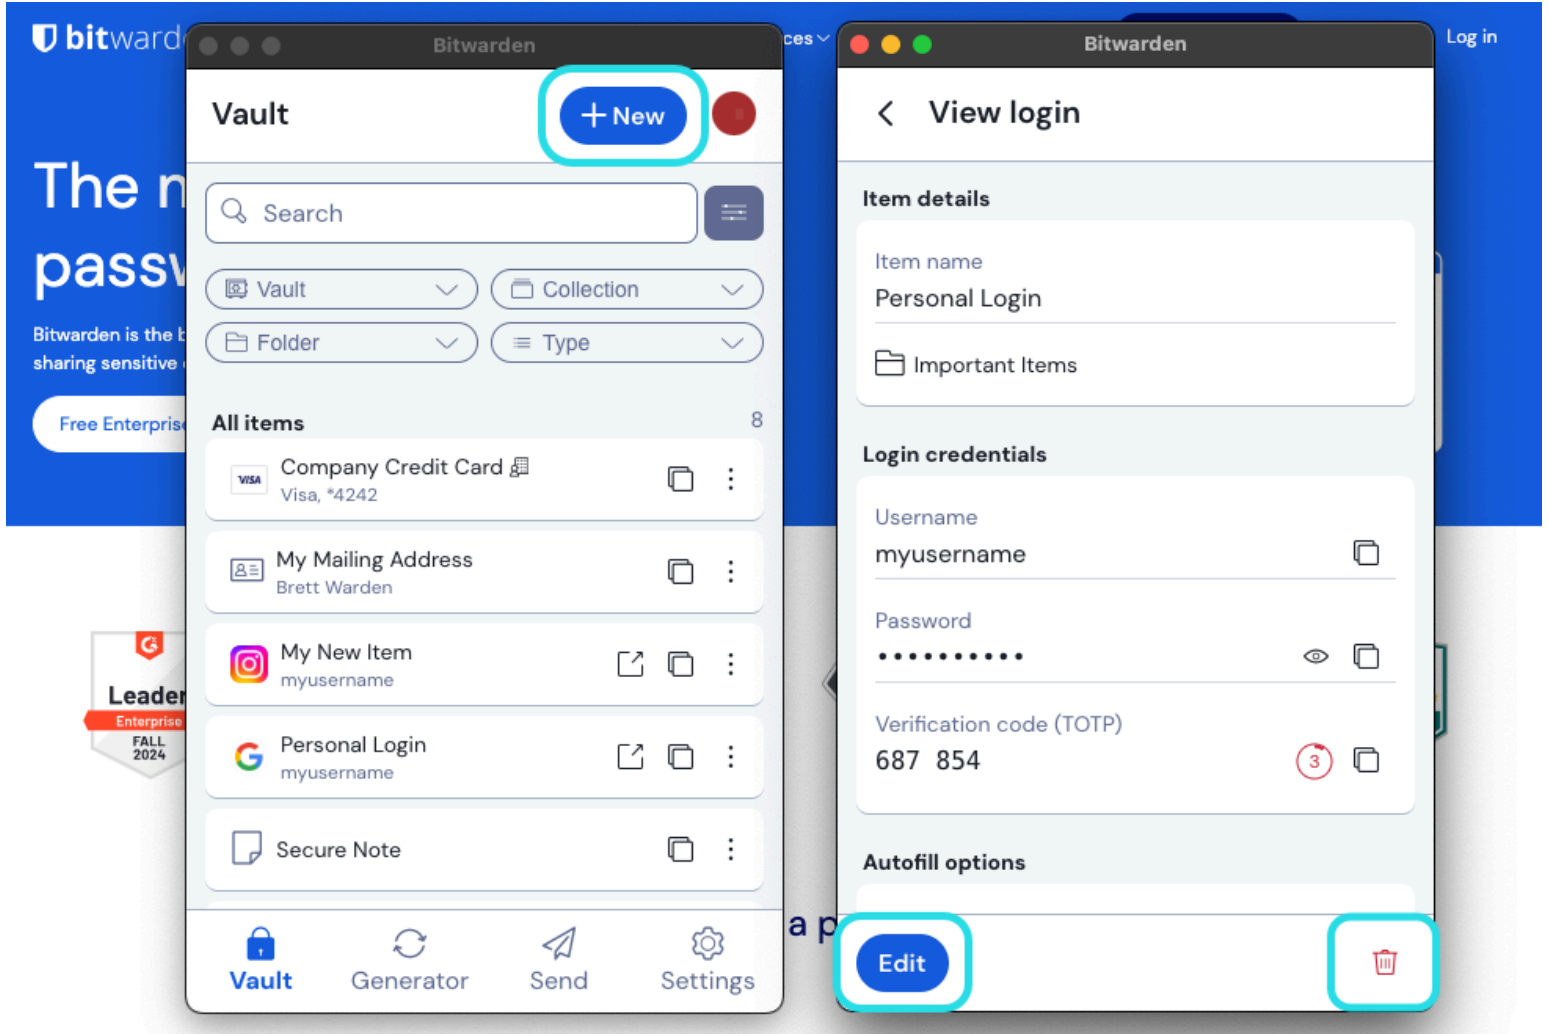 bitward
ces
Log in
The m
passw
Bitwarden is the b
sharing sensitive
Free Enterprise
Leader
Enterprise
FALL
2024
a p
Bitwarden
Vault
+ New
Search
Vault
Collection
Folder
Type
All items
8
VISA
Company Credit Card
Visa, *4242
My Mailing Address
Brett Warden
My New Item
myusername
Personal Login
myusername
Secure Note
Vault
Generator
Send
Settings
Bitwarden
View login
Item details
Item name
Personal Login
Important Items
Login credentials
Username
myusername
Password
••••••••••
Verification code (TOTP)
687 854
3
Autofill options
Edit